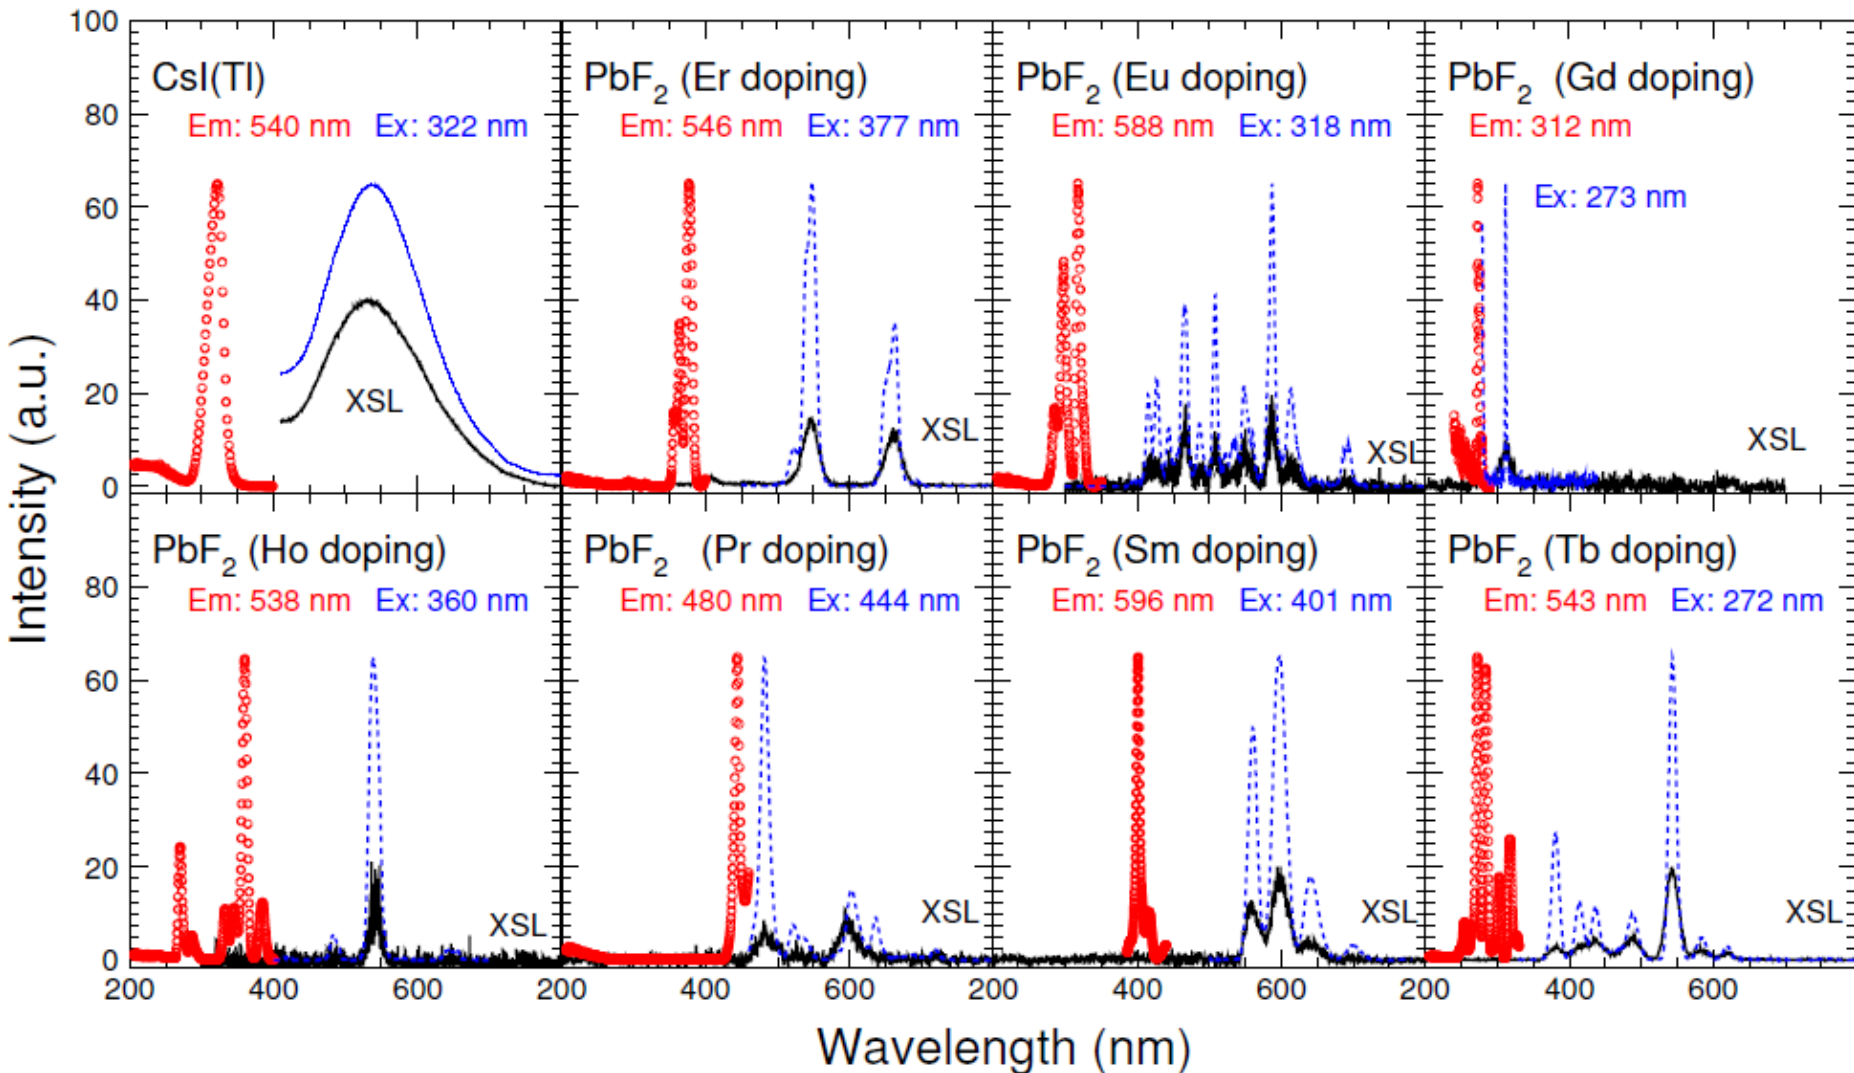 100
80
60
40
20
0
Intensity (a.u.)
CsI(Tl)
Em: 540 nm Ex: 322 nm
XSL
PbF2 (Er doping)
Em: 546 nm Ex: 377 nm
XSL
PbF2 (Eu doping)
Em: 588 nm Ex: 318 nm
XSL
PbF2 (Gd doping)
Em: 312 nm
Ex: 273 nm
XSL
80
60
40
20
0
PbF2 (Ho doping)
Em: 538 nm Ex: 360 nm
XSL
PbF2 (Pr doping)
Em: 480 nm Ex: 444 nm
XSL
PbF2 (Sm doping)
Em: 596 nm Ex: 401 nm
XSL
PbF2 (Tb doping)
Em: 543 nm Ex: 272 nm
XSL
200 400 600 200 400 600 400 600 200 400 600
Wavelength (nm)